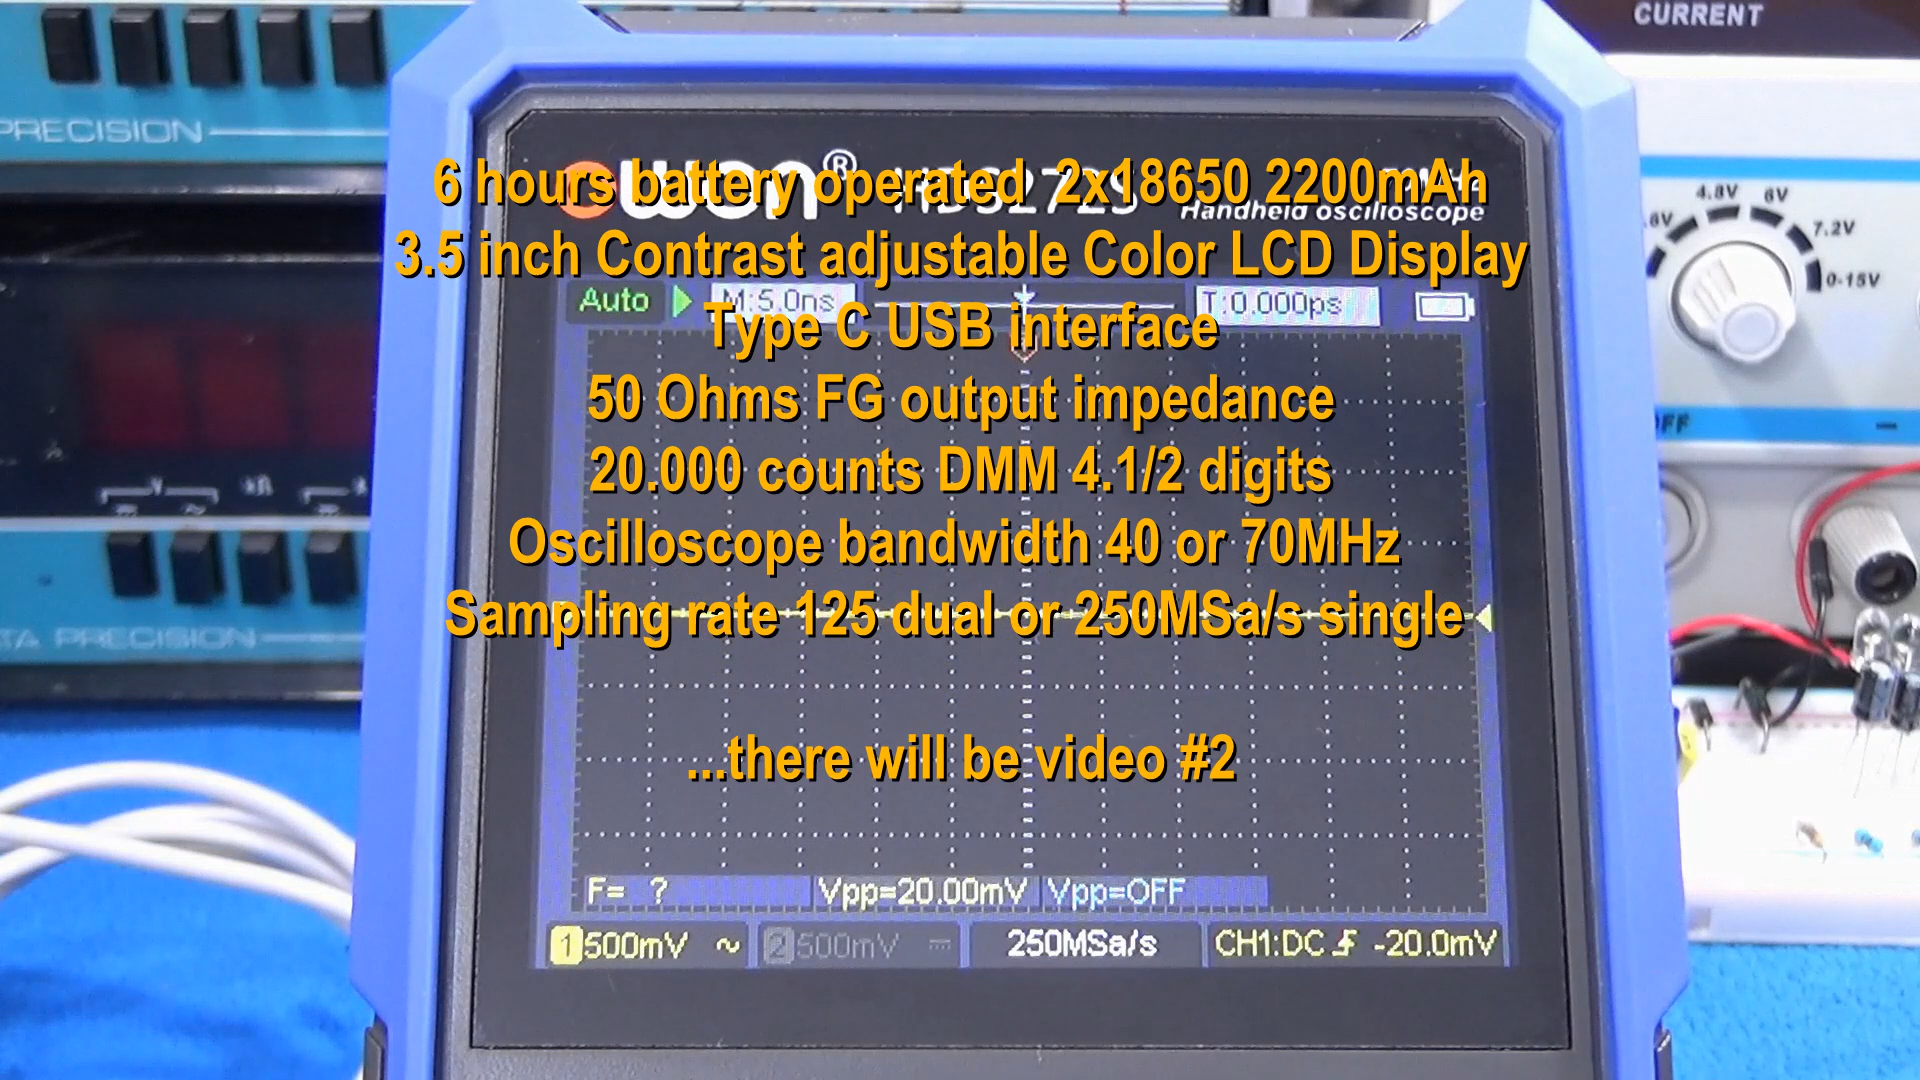 CURRENT
PRECISION
6 hours battery operated 2x18650 2200mAh
owon®
HDS272S
Handheld oscilloscope
4.8V
6V
7.2V
0-15V
3.5 inch Contrast adjustable Color LCD Display
Auto
M:5.0ns
T:0.000ps
Type C USB interface
50 Ohms FG output impedance
20.000 counts DMM 4.1/2 digits
Oscilloscope bandwidth 40 or 70MHz
Sampling rate 125 dual or 250MSa/s single
TA PRECISION
...there will be video #2
F= ?
Vpp=20.00mV
Vpp=OFF
1 500mV ~
2 500mV
250MSa/s
CH1:DC -20.0mV